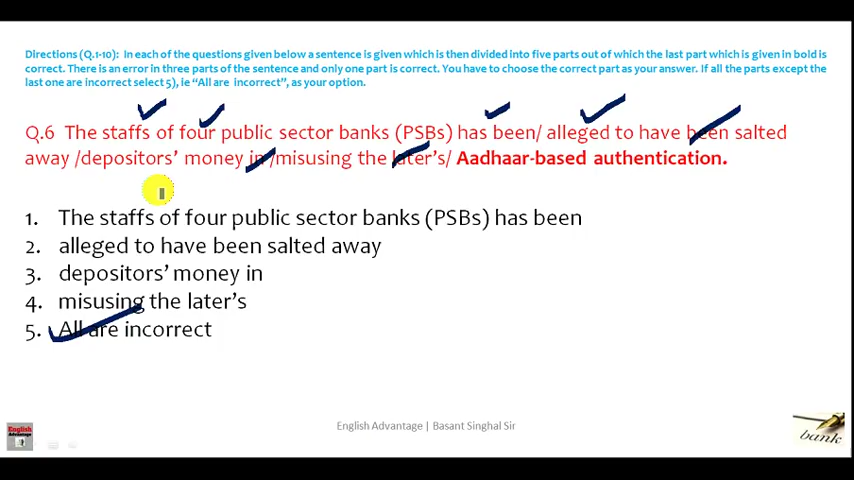 Directions (Q.1-10): In each of the questions given below a sentence is given which is then divided into five parts out of which the last part which is given in bold is
correct. There is an error in three parts of the sentence and only one part is correct. You have to choose the correct part as your answer. If all the parts except the
last one are incorrect select 5), ie “All are incorrect”, as your option.
Q.6 The staffs of four public sector banks (PSBs) has been/ alleged to have been salted
away /depositors’ money in /misusing the later’s/ Aadhaar-based authentication.
1. The staffs of four public sector banks (PSBs) has been
2. alleged to have been salted away
3. depositors’ money in
4. misusing the later’s
5. All are incorrect
English Advantage | Basant Singhal Sir
English
Advantage
bank